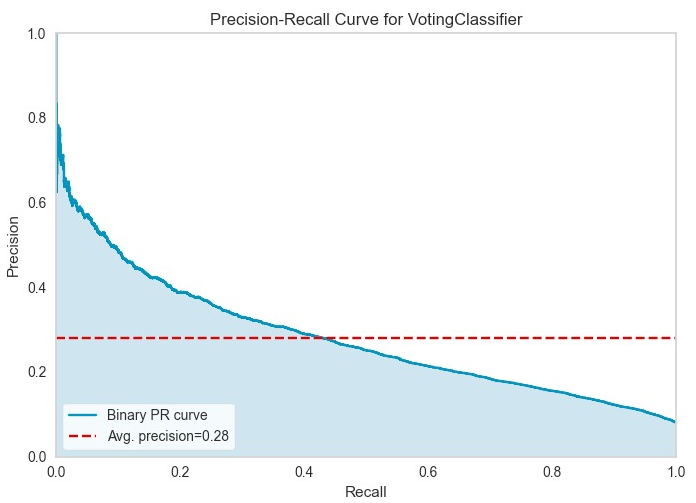 Precision-Recall Curve for VotingClassifier
1.0
0.8
0.6
0.4
0.2
0.0
Precision
Binary PR curve
Avg. precision=0.28
0.0 0.2 0.4 0.6 0.8 1.0
Recall